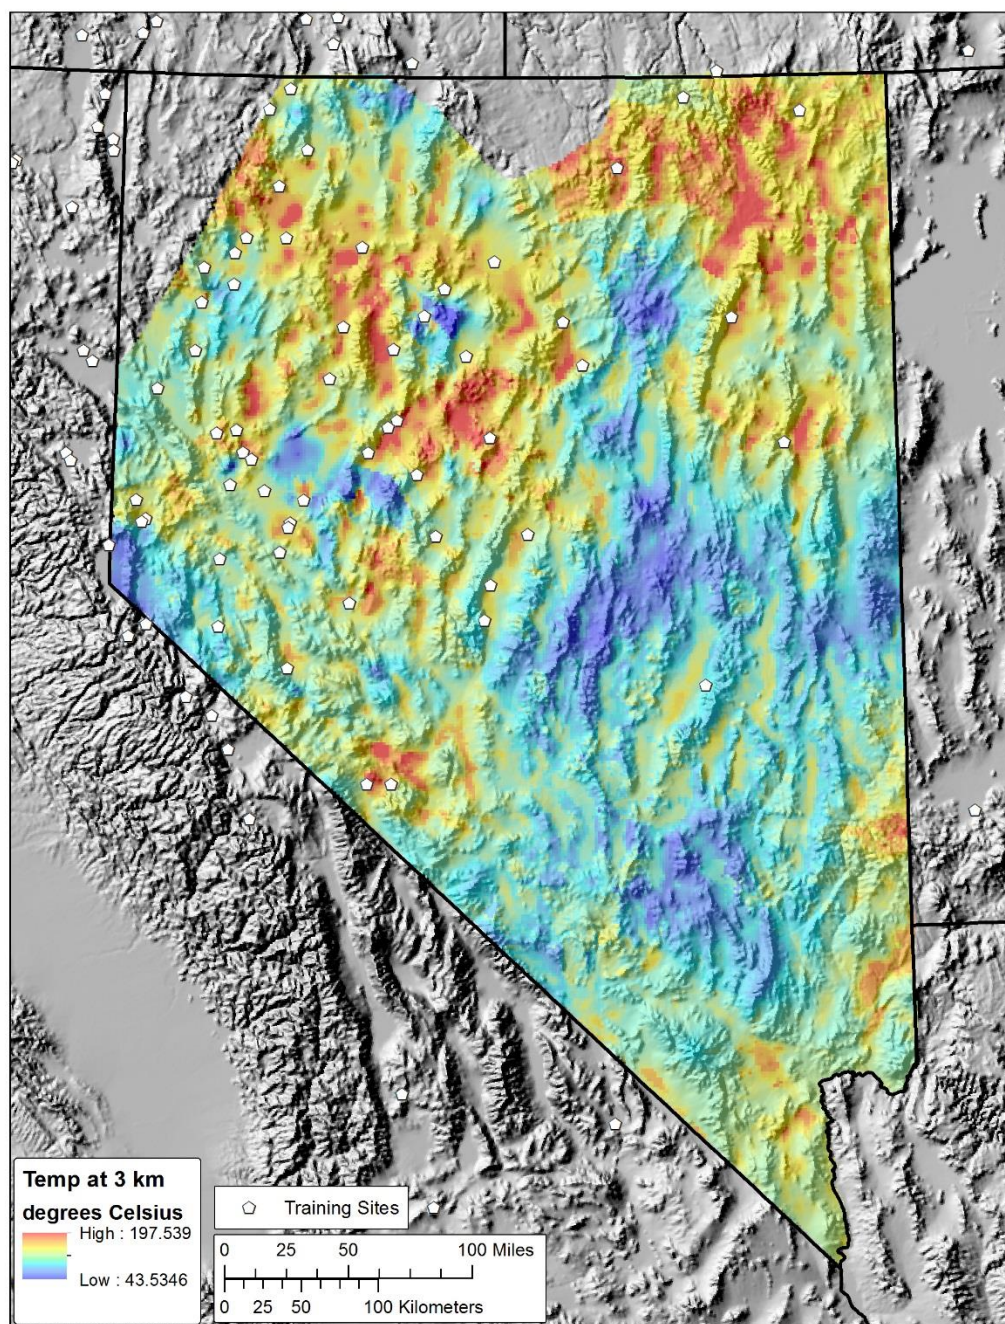 Temp at 3 km
degrees Celsius
High : 197.539
Low : 43.5346
Training Sites
0 25 50 100 Miles
0 25 50 100 Kilometers